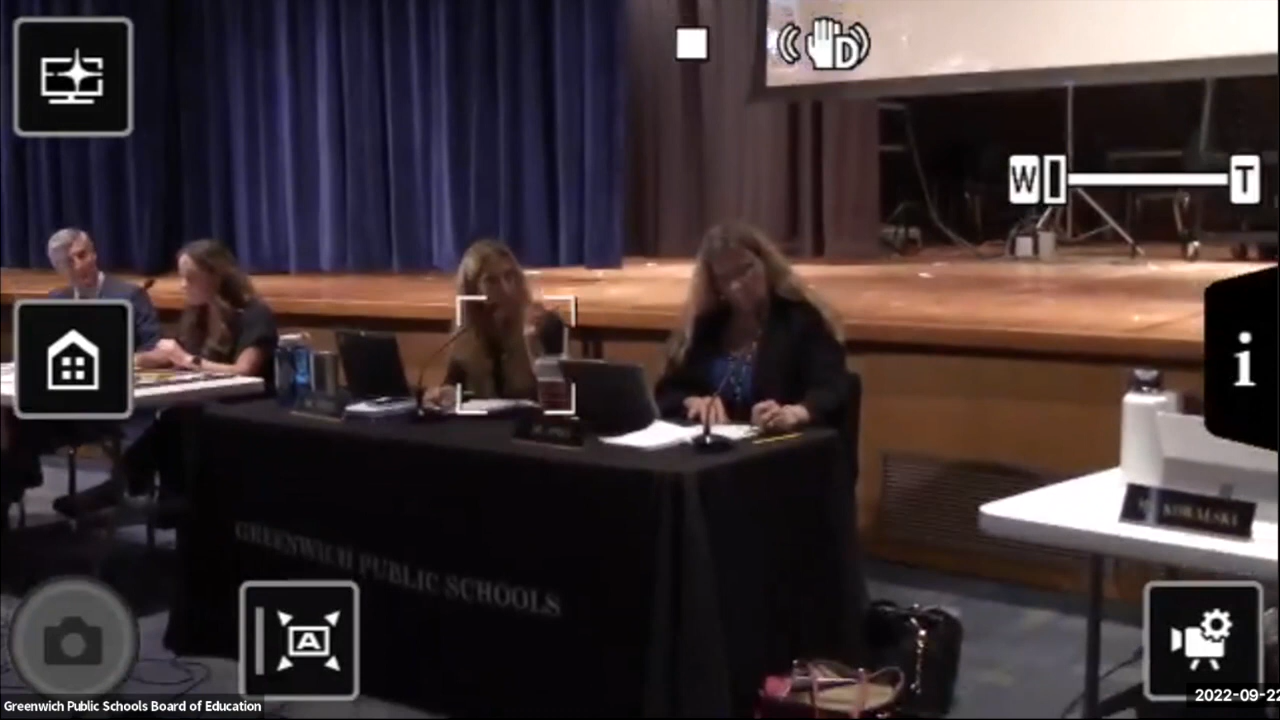 D
W
T
i
KOWALSKI
GREENWICH PUBLIC SCHOOLS
A
Greenwich Public Schools Board of Education
2022-09-22